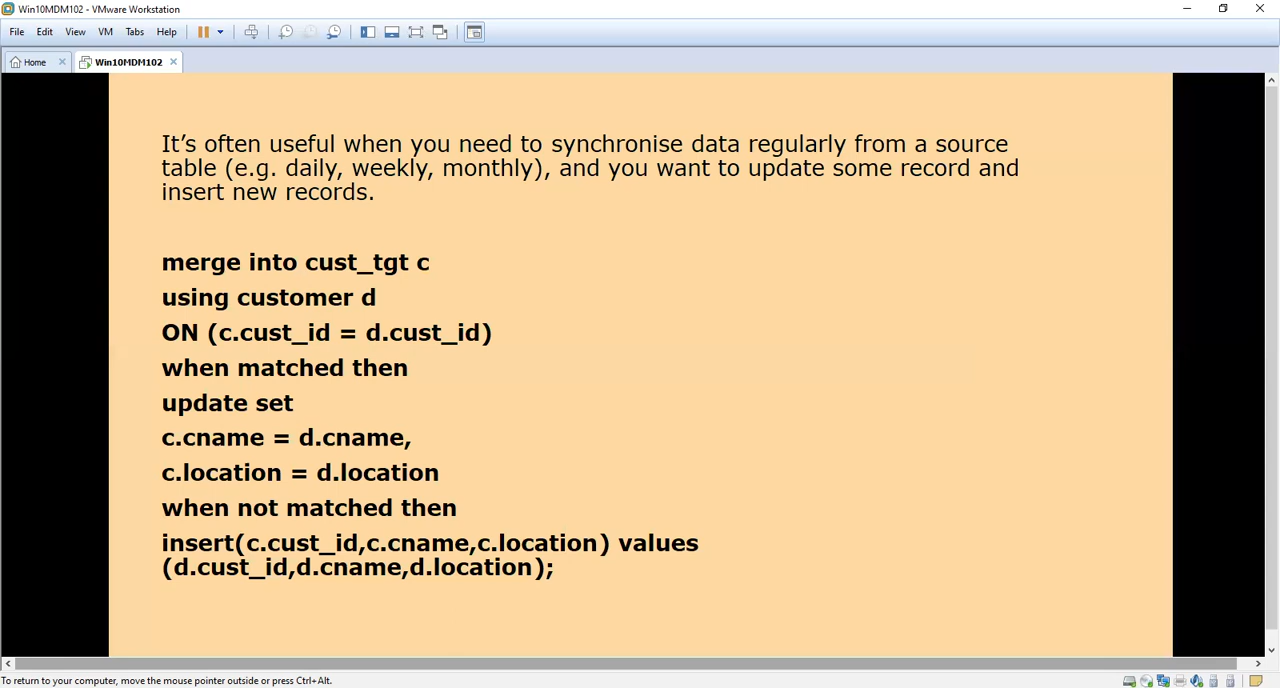 Win10MDM102 - VMware Workstation
File Edit View VM Tabs Help
Home Win10MDM102
It's often useful when you need to synchronise data regularly from a source
table (e.g. daily, weekly, monthly), and you want to update some record and
insert new records.
merge into cust_tgt c
using customer d
ON (c.cust_id = d.cust_id)
when matched then
update set
c.cname = d.cname,
c.location = d.location
when not matched then
insert(c.cust_id,c.cname,c.location) values
(d.cust_id,d.cname,d.location);
To return to your computer, move the mouse pointer outside or press Ctrl+Alt.